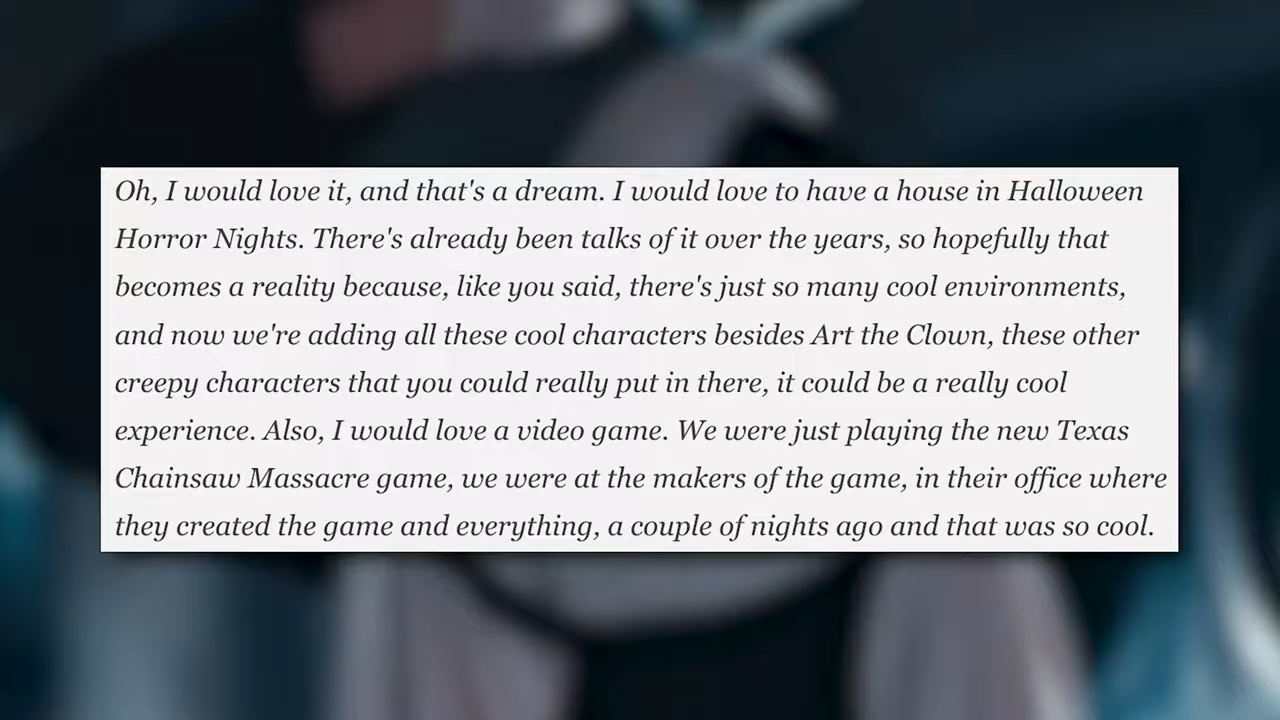 Oh, I would love it, and that's a dream. I would love to have a house in Halloween
Horror Nights. There's already been talks of it over the years, so hopefully that
becomes a reality because, like you said, there's just so many cool environments,
and now we're adding all these cool characters besides Art the Clown, these other
creepy characters that you could really put in there, it could be a really cool
experience. Also, I would love a video game. We were just playing the new Texas
Chainsaw Massacre game, we were at the makers of the game, in their office where
they created the game and everything, a couple of nights ago and that was so cool.